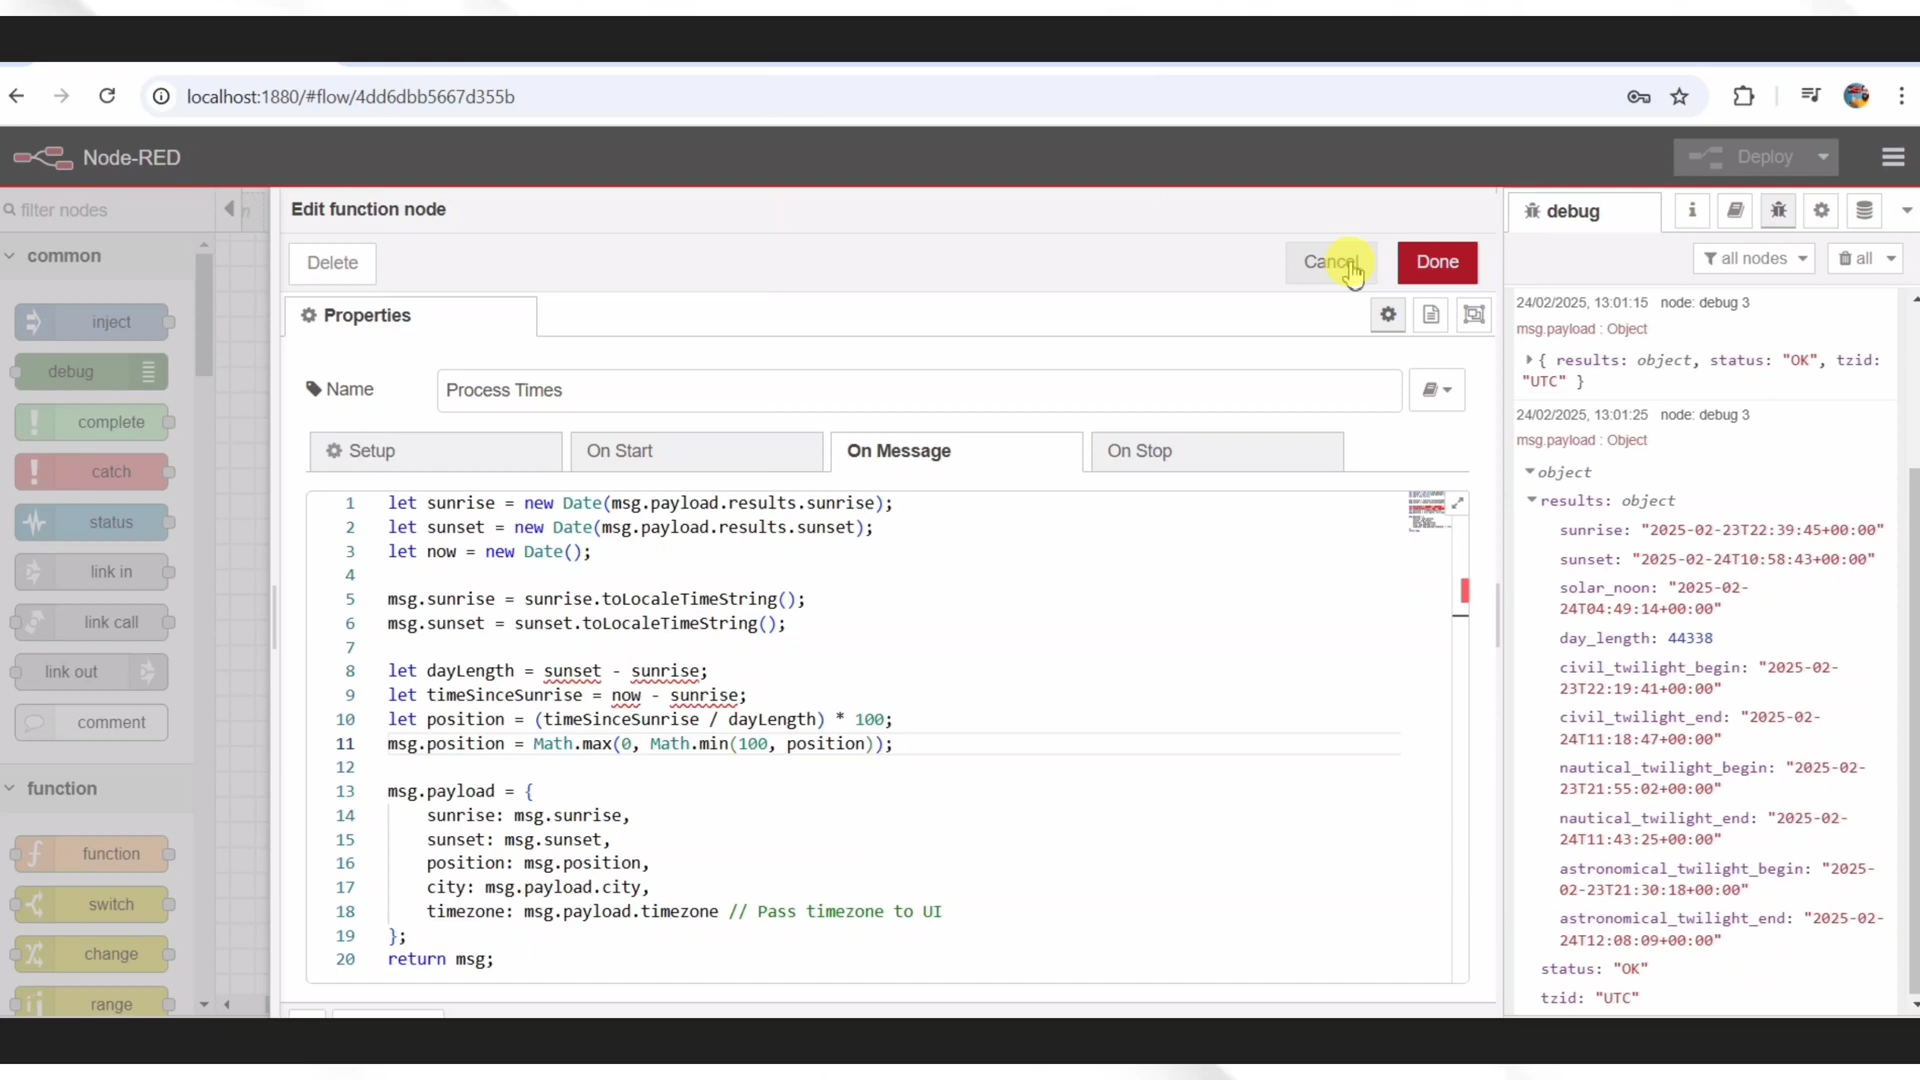 localhost:1880/#flow/4dd6dbb5667d355b
Node-RED
Deploy
filter nodes
common
inject
debug
complete
catch
status
link in
link call
link out
comment
function
function
switch
change
range
Edit function node
Delete
Cancel
Done
Properties
Name
Process Times
Setup
On Start
On Message
On Stop
1 let sunrise = new Date(msg.payload.results.sunrise);
2 let sunset = new Date(msg.payload.results.sunset);
3 let now = new Date();
4
5 msg.sunrise = sunrise.toLocaleTimeString();
6 msg.sunset = sunset.toLocaleTimeString();
7
8 let dayLength = sunset - sunrise;
9 let timeSinceSunrise = now - sunrise;
10 let position = (timeSinceSunrise / dayLength) * 100;
11 msg.position = Math.max(0, Math.min(100, position));
12
13 msg.payload = {
14 sunrise: msg.sunrise,
15 sunset: msg.sunset,
16 position: msg.position,
17 city: msg.payload.city,
18 timezone: msg.payload.timezone // Pass timezone to UI
19 };
20 return msg;
debug
all nodes
all
24/02/2025, 13:01:15 node: debug 3
msg.payload : Object
{ results: object, status: "OK", tzid:
"UTC" }
24/02/2025, 13:01:25 node: debug 3
msg.payload : Object
object
results: object
sunrise: "2025-02-23T22:39:45+00:00"
sunset: "2025-02-24T10:58:43+00:00"
solar_noon: "2025-02-
24T04:49:14+00:00"
day_length: 44338
civil_twilight_begin: "2025-02-
23T22:19:41+00:00"
civil_twilight_end: "2025-02-
24T11:18:47+00:00"
nautical_twilight_begin: "2025-02-
23T21:55:02+00:00"
nautical_twilight_end: "2025-02-
24T11:43:25+00:00"
astronomical_twilight_begin: "2025-
02-23T21:30:18+00:00"
astronomical_twilight_end: "2025-02-
24T12:08:09+00:00"
status: "OK"
tzid: "UTC"